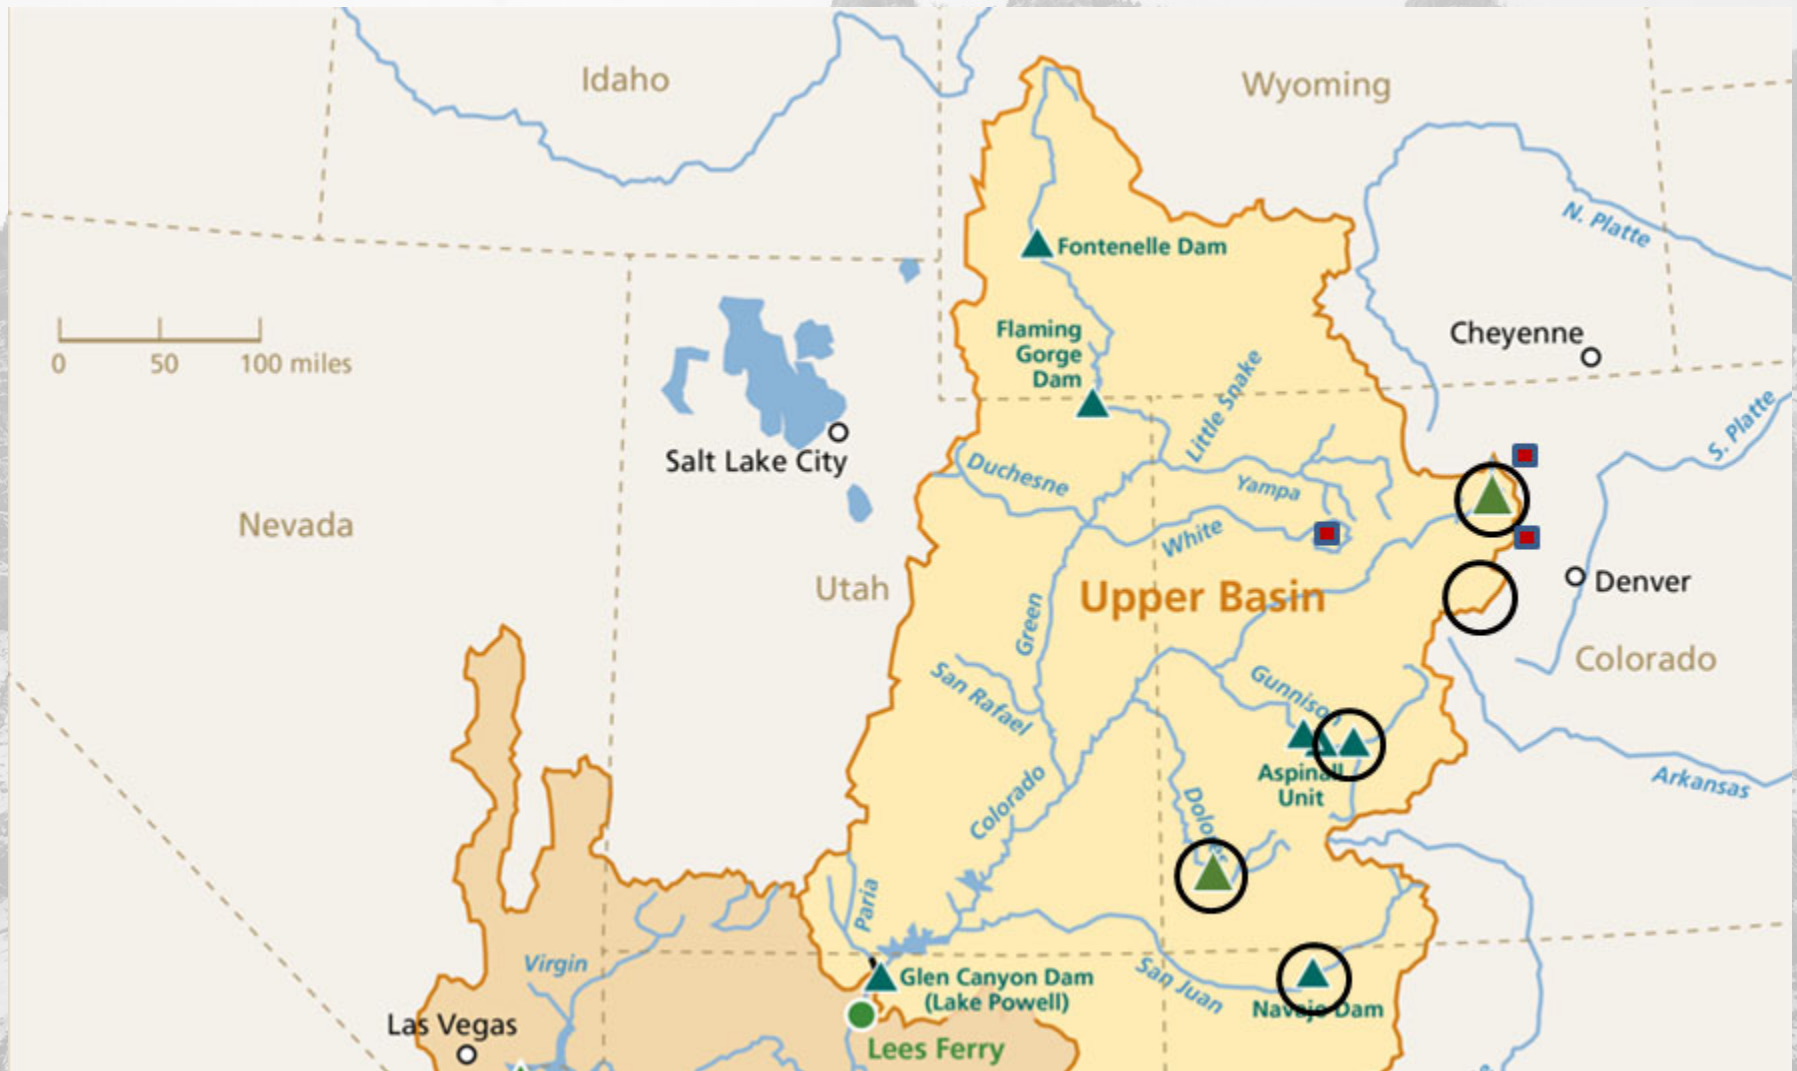 Idaho
Wyoming
N. Platte
Fontenelle Dam
Flaming
Gorge
Dam
Cheyenne
0 50 100 miles
Little Snake
S. Platte
Salt Lake City
Duchesne
Yampa
Nevada
White
Utah
Upper Basin
Denver
Green
Colorado
San Rafael
Gunnison
Aspinall
Unit
Arkansas
Colorado
Dolores
Paria
Virgin
Glen Canyon Dam
(Lake Powell)
San Juan
Navajo Dam
Las Vegas
Lees Ferry